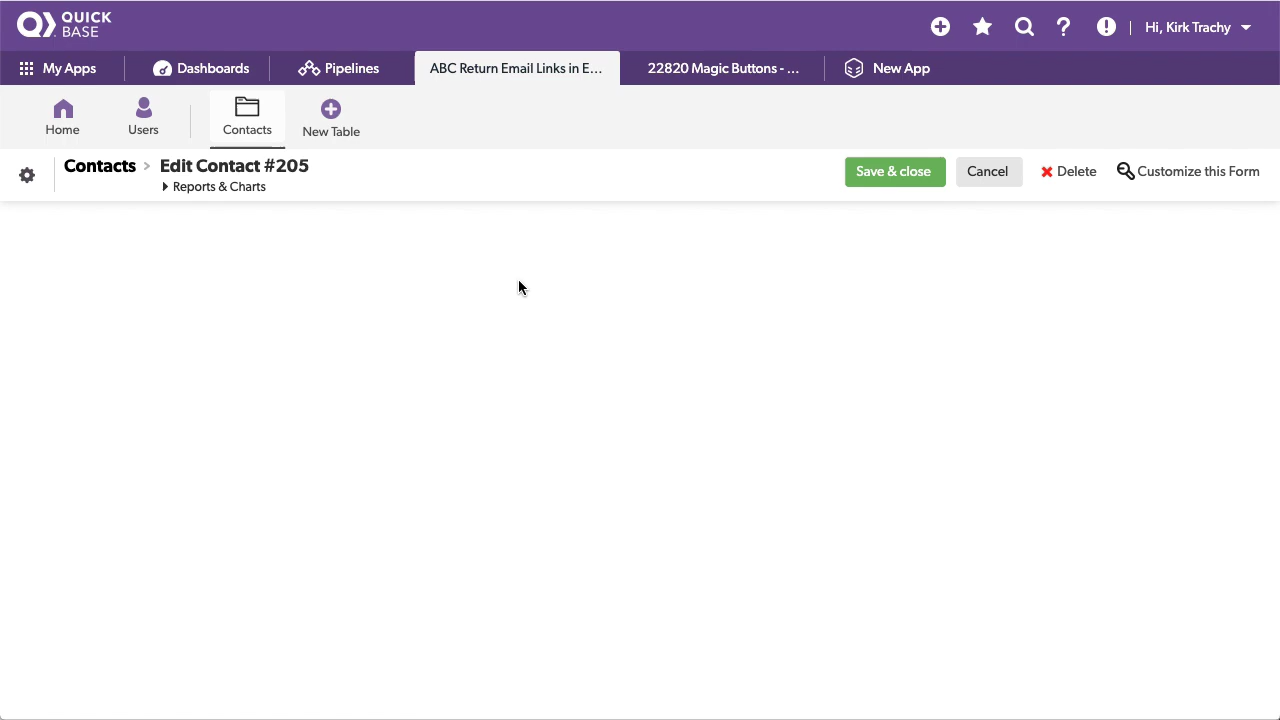 QUICK
BASE
Hi, Kirk Trachy
My Apps
Dashboards
Pipelines
ABC Return Email Links in E...
22820 Magic Buttons - ...
New App
Home
Users
Contacts
New Table
Contacts > Edit Contact #205
Reports & Charts
Save & close
Cancel
Delete
Customize this Form